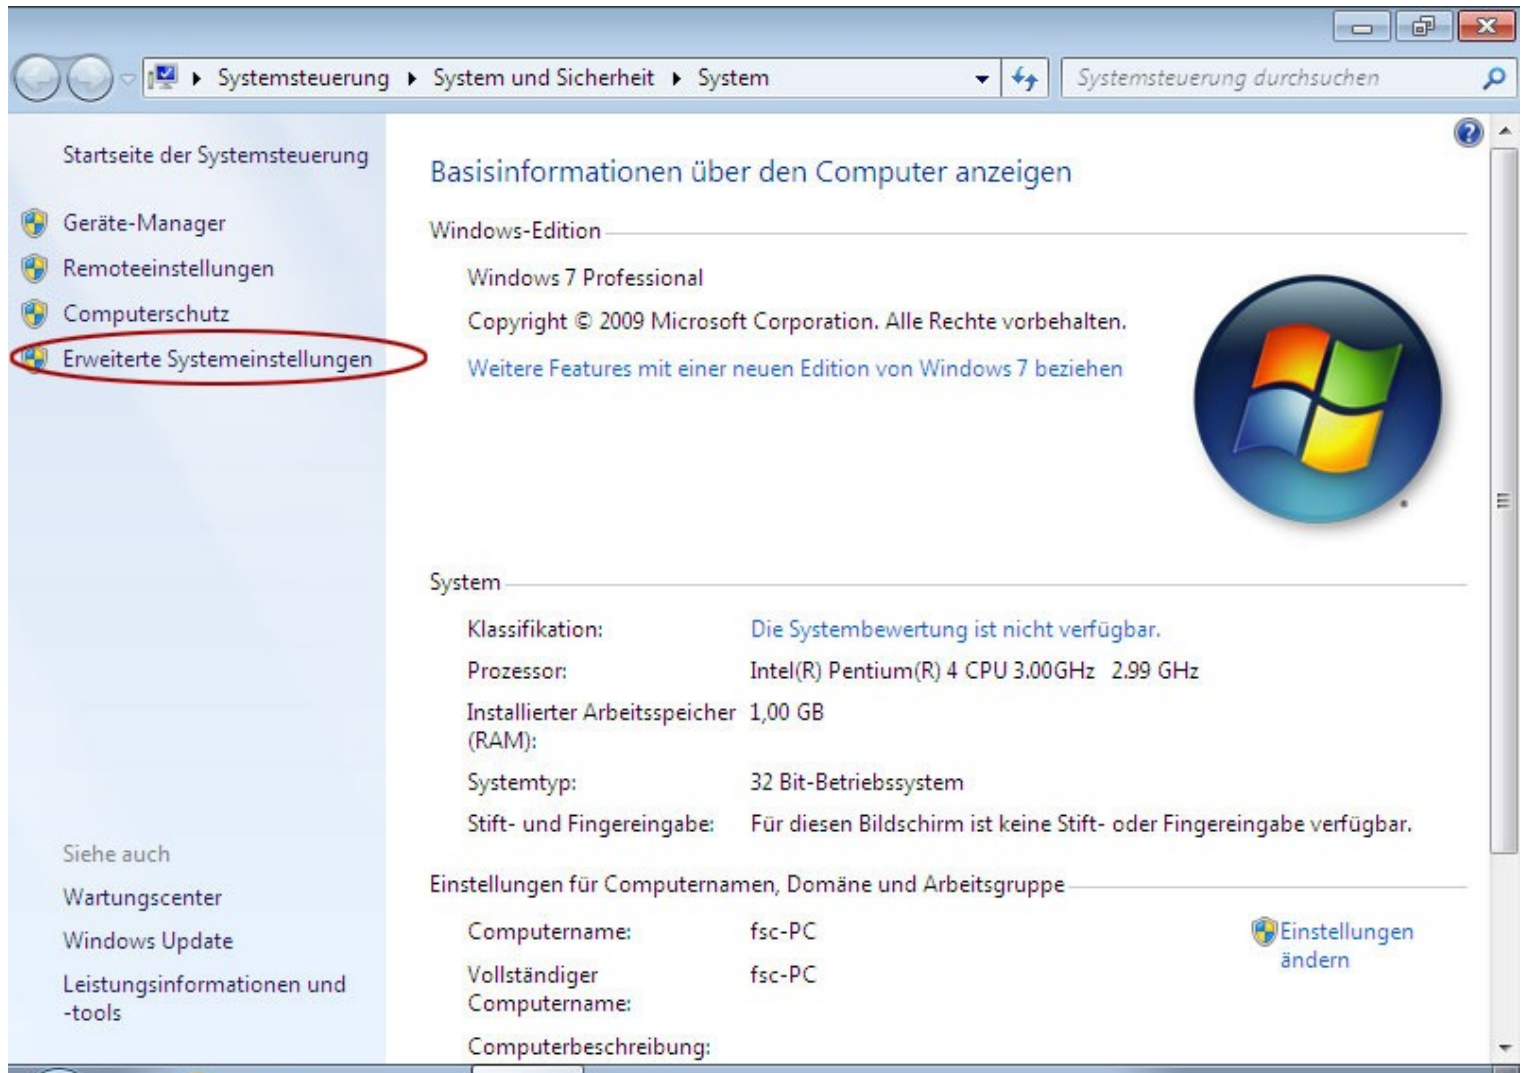 Systemsteuerung System und Sicherheit System
Systemsteuerung durchsuchen
Startseite der Systemsteuerung
Geräte-Manager
Remoteeinstellungen
Computerschutz
Erweiterte Systemeinstellungen
Siehe auch
Wartungscenter
Windows Update
Leistungsinformationen und
-tools
Basisinformationen über den Computer anzeigen
Windows-Edition
Windows 7 Professional
Copyright © 2009 Microsoft Corporation. Alle Rechte vorbehalten.
Weitere Features mit einer neuen Edition von Windows 7 beziehen
System
Klassifikation: Die Systembewertung ist nicht verfügbar.
Prozessor: Intel(R) Pentium(R) 4 CPU 3.00GHz 2.99 GHz
Installierter Arbeitsspeicher 1,00 GB
(RAM):
Systemtyp: 32 Bit-Betriebssystem
Stift- und Fingereingabe: Für diesen Bildschirm ist keine Stift- oder Fingereingabe verfügbar.
Einstellungen für Computernamen, Domäne und Arbeitsgruppe
Computername: fsc-PC
Einstellungen
ändern
Vollständiger fsc-PC
Computername:
Computerbeschreibung: